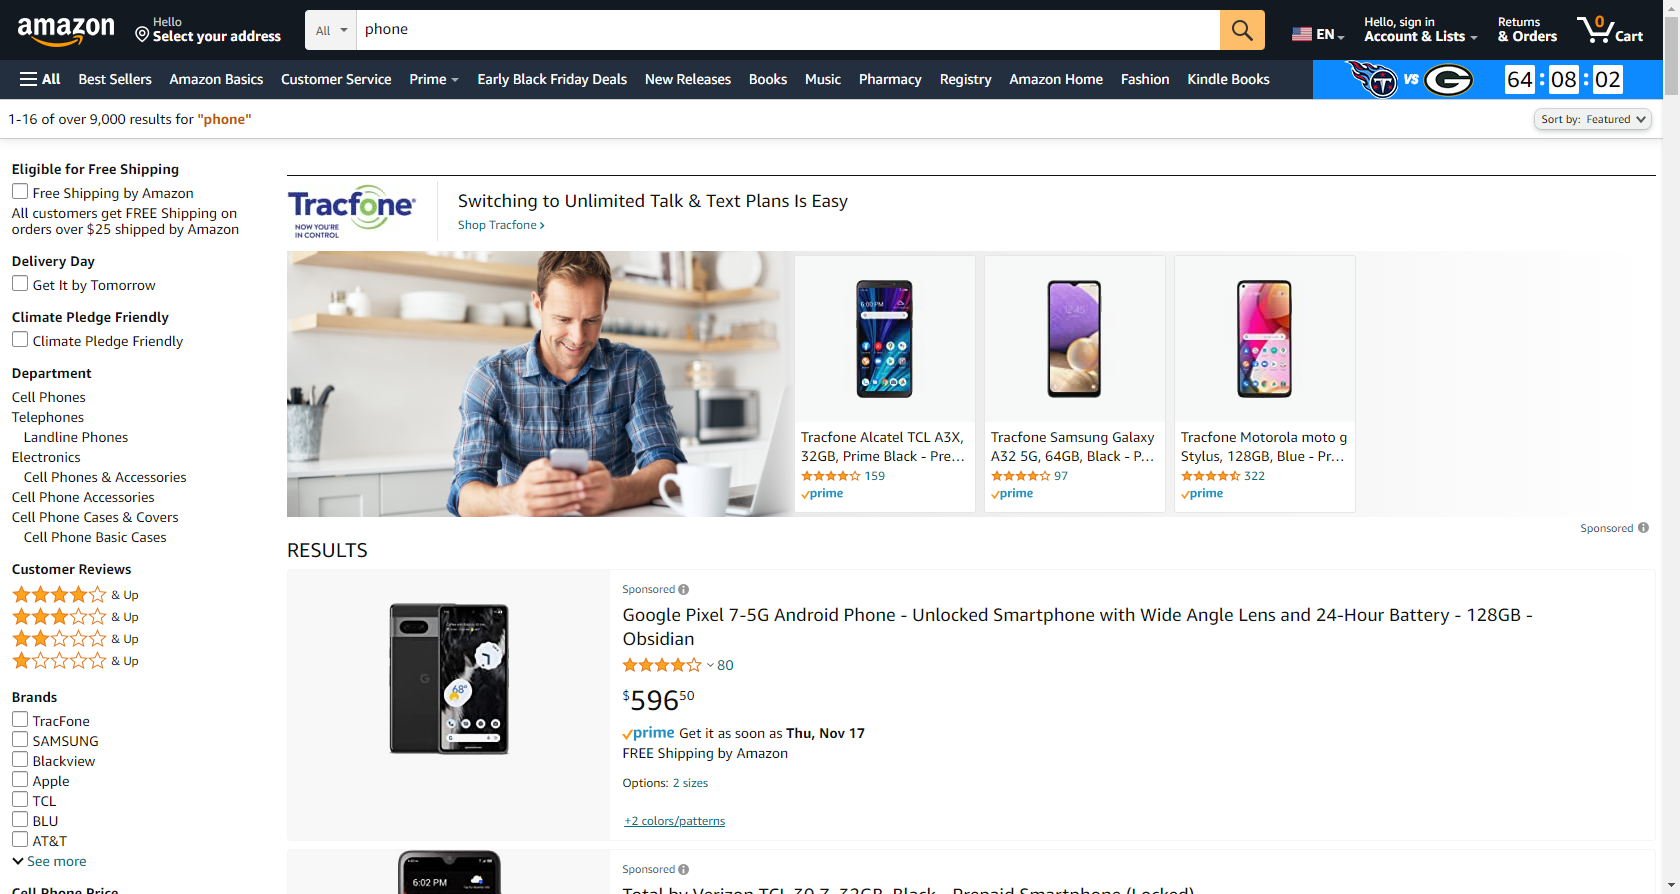 amazon
Hello
Select your address
All
phone
EN
Hello, sign in
Account & Lists
Returns
& Orders
0
Cart
All
Best Sellers
Amazon Basics
Customer Service
Prime
Early Black Friday Deals
New Releases
Books
Music
Pharmacy
Registry
Amazon Home
Fashion
Kindle Books
T
VS
G
64 : 08 : 02
1-16 of over 9,000 results for "phone"
Sort by: Featured
Eligible for Free Shipping
Free Shipping by Amazon
All customers get FREE Shipping on
orders over $25 shipped by Amazon
Delivery Day
Get It by Tomorrow
Climate Pledge Friendly
Climate Pledge Friendly
Department
Cell Phones
Telephones
Landline Phones
Electronics
Cell Phones & Accessories
Cell Phone Accessories
Cell Phone Cases & Covers
Cell Phone Basic Cases
Customer Reviews
& Up
& Up
& Up
& Up
Brands
TracFone
SAMSUNG
Blackview
Apple
TCL
BLU
AT&T
See more
Cell Phone Price
Tracfone
NOW YOU'RE
IN CONTROL
Switching to Unlimited Talk & Text Plans Is Easy
Shop Tracfone ›
6:00 PM
12:45
Tracfone Alcatel TCL A3X,
32GB, Prime Black - Pre...
159
prime
Tracfone Samsung Galaxy
A32 5G, 64GB, Black - P...
97
prime
Tracfone Motorola moto g
Stylus, 128GB, Blue - Pr...
322
prime
Sponsored
RESULTS
G
68°
G
Sponsored
Google Pixel 7-5G Android Phone - Unlocked Smartphone with Wide Angle Lens and 24-Hour Battery - 128GB -
Obsidian
80
$596.50
prime Get it as soon as Thu, Nov 17
FREE Shipping by Amazon
Options: 2 sizes
+2 colors/patterns
6:02 PM
Sponsored
Total by Verizon TCL 30 Z, 32GB, Black - Prepaid Smartphone (Locked)